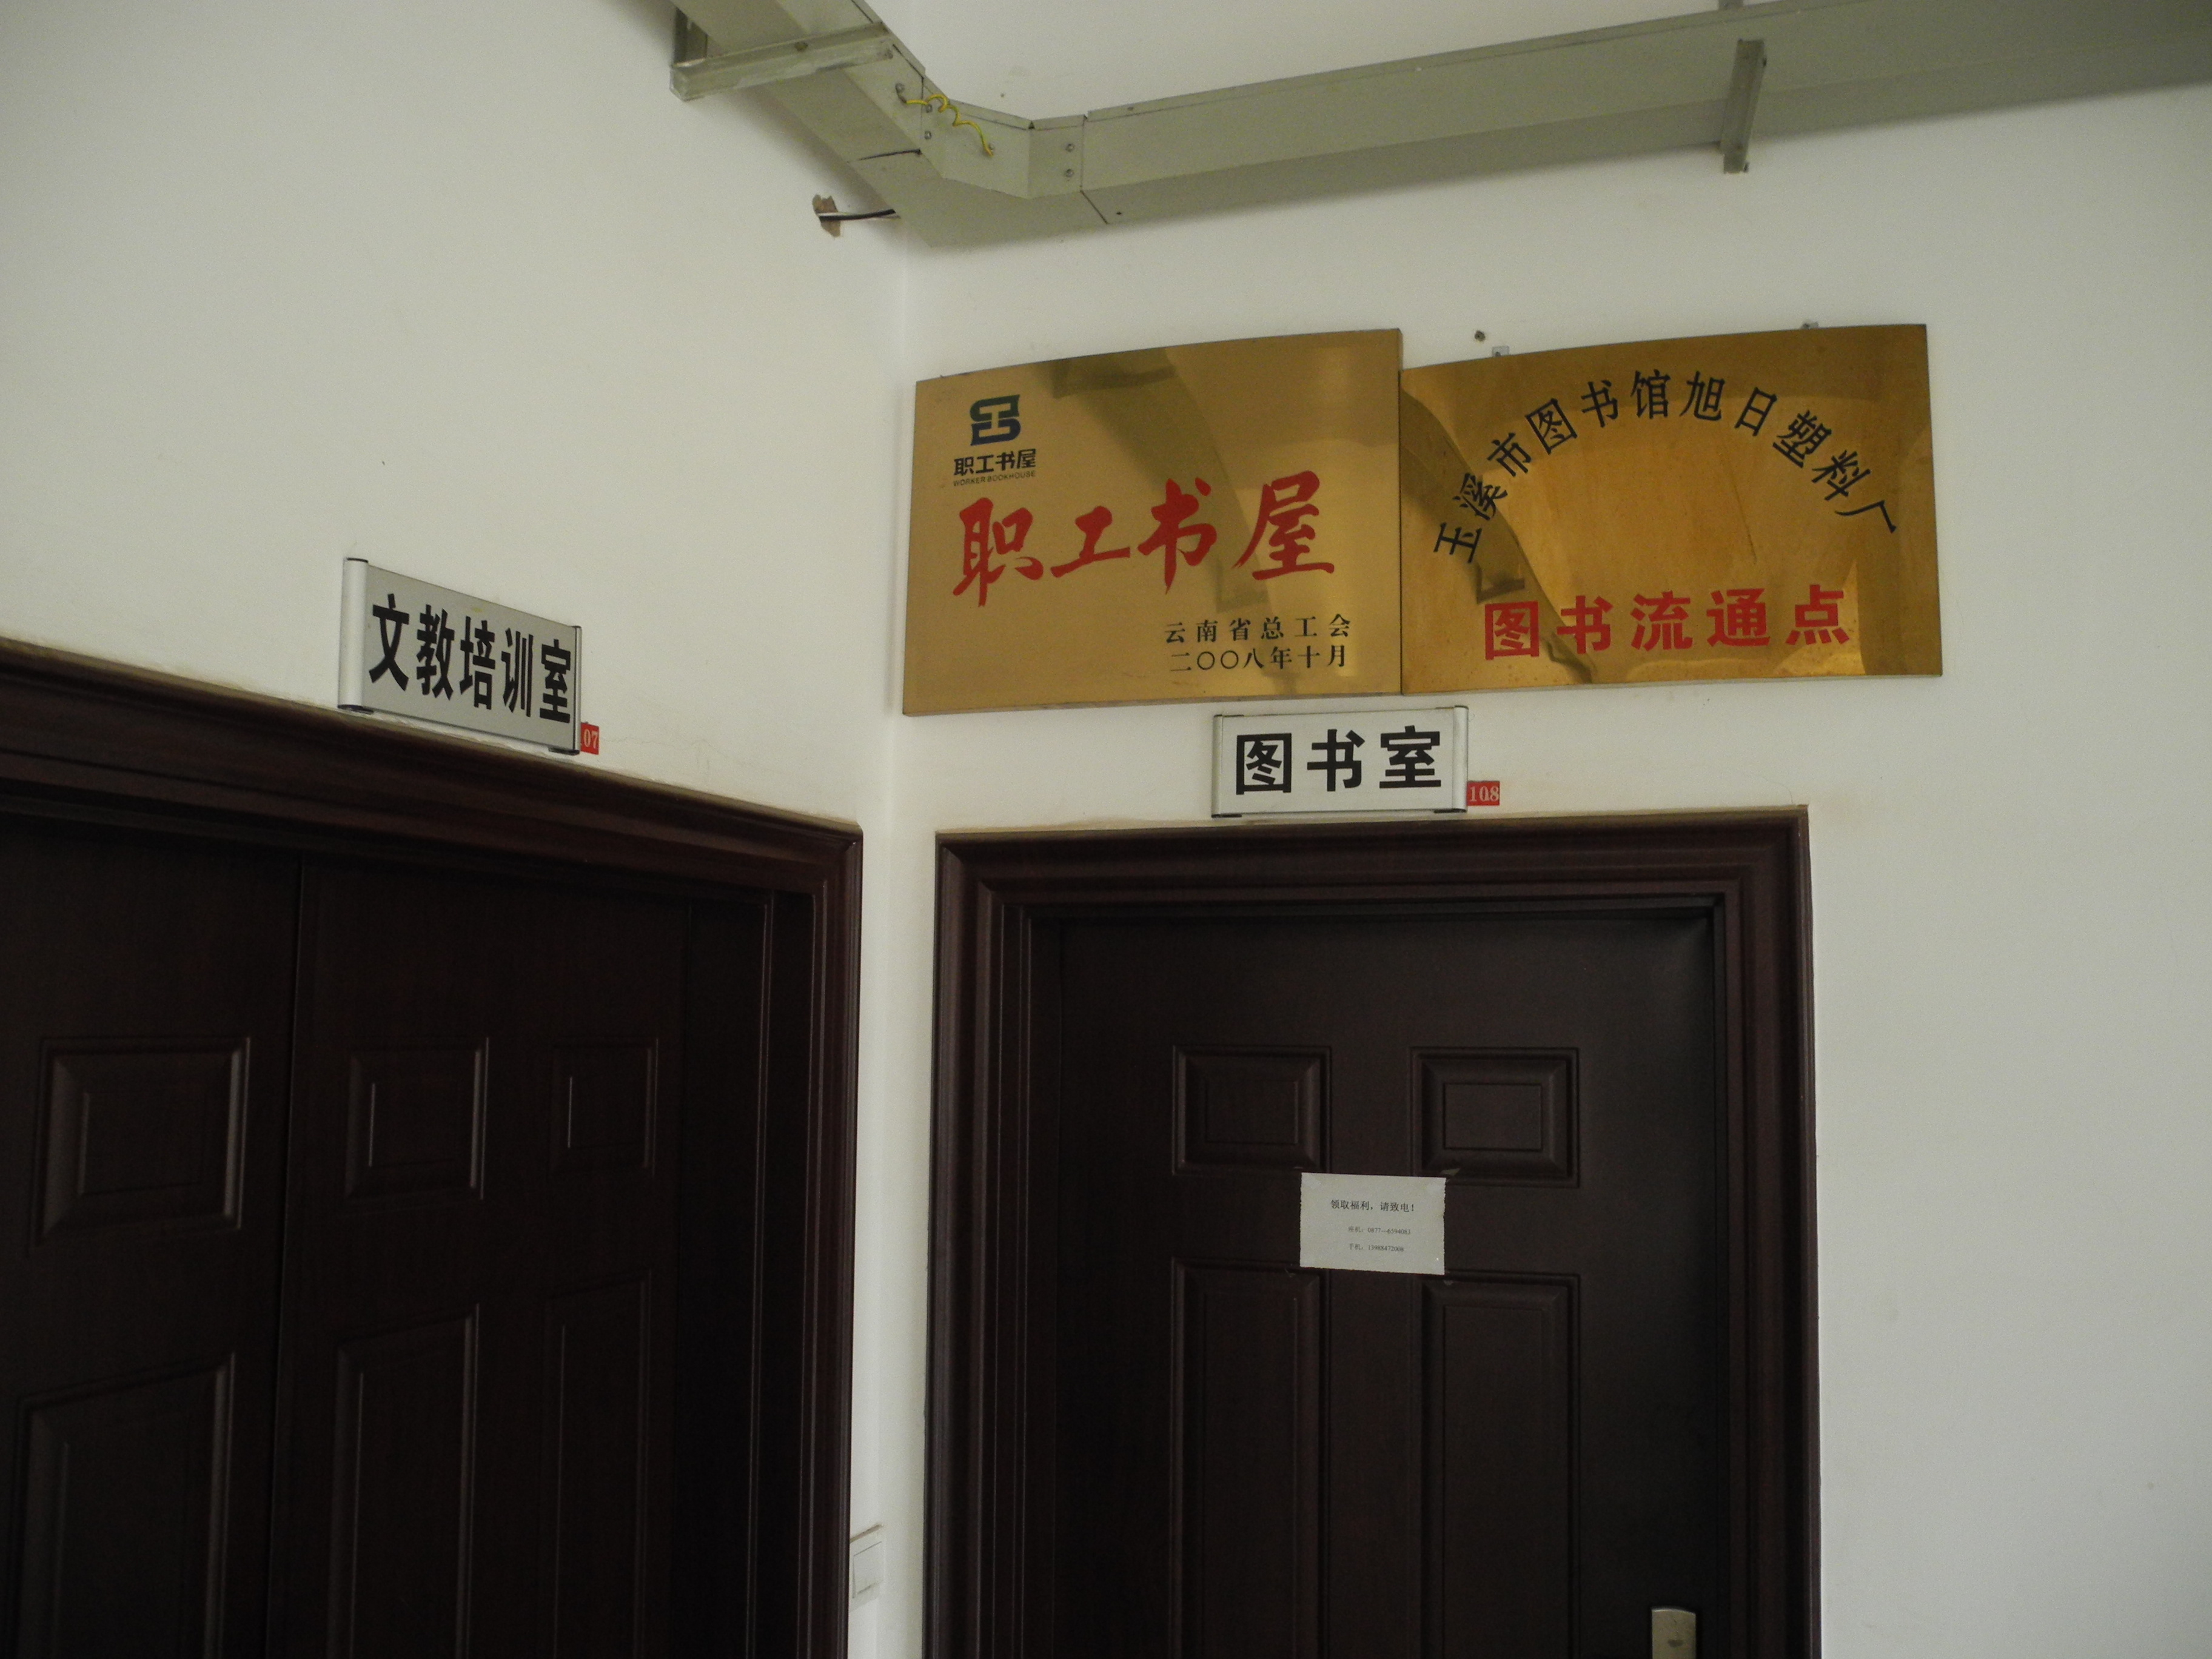 文教培训室
07
职工书屋
WORKER BOOKHOUSE
职工书屋
云南省总工会
二〇〇八年十月
玉溪市图书馆旭日塑料厂
图书流通点
图书室
108
领取福利，请致电！
手机：